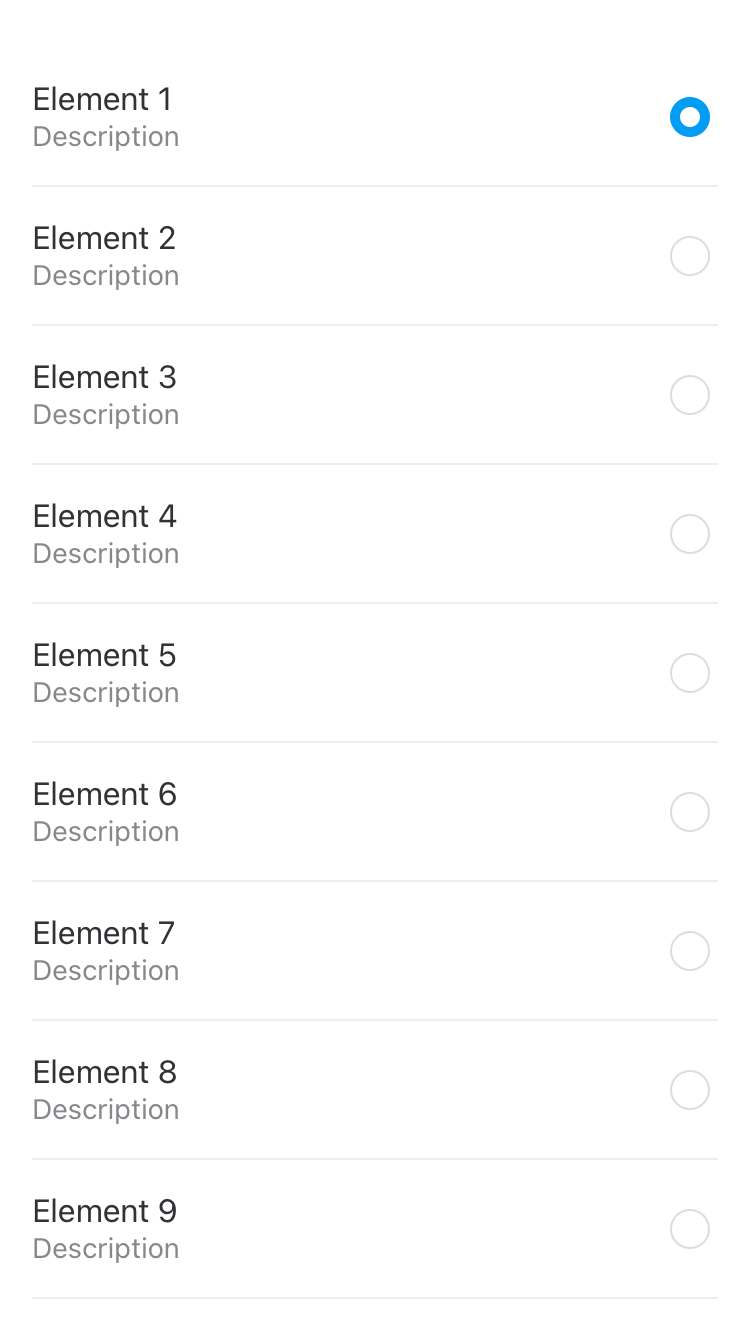 Element 1
Description
Element 2
Description
Element 3
Description
Element 4
Description
Element 5
Description
Element 6
Description
Element 7
Description
Element 8
Description
Element 9
Description